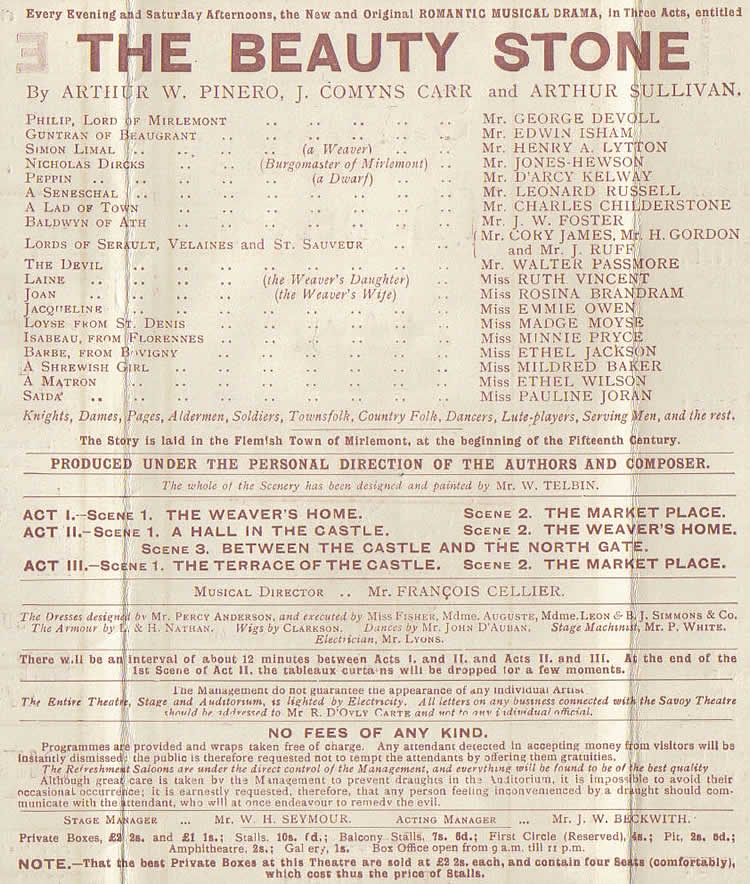 Every Evening and Saturday Afternoons, the New and Original ROMANTIC MUSICAL DRAMA, in Three Acts, entitled
THE BEAUTY STONE
By ARTHUR W. PINERO, J. COMYNS CARR and ARTHUR SULLIVAN.
PHILIP, LORD OF MIRLEMONT .. .. .. .. Mr. GEORGE DEVOLL
GUNTRAN OF BEAUGRANT .. .. .. .. .. Mr. EDWIN ISHAM
SIMON LIMAL .. .. .. (a Weaver) .. .. Mr. HENRY A. LYTTON
NICHOLAS DIRCKS .. .. (Burgomaster of Mirlemont) .. Mr. JONES-HEWSON
PEPPIN .. .. .. .. (a Dwarf) .. .. Mr. D'ARCY KELWAY
A SENESCHAL .. .. .. .. .. .. .. Mr. LEONARD RUSSELL
A LAD OF TOWN .. .. .. .. .. .. Mr. CHARLES CHILDERSTONE
BALDWYN OF ATH .. .. .. .. .. .. Mr. J. W. FOSTER
LORDS OF SERAULT, VELAINES and ST. SAUVEUR .. .. { Mr. CORY JAMES, Mr. H. GORDON
and Mr. J. RUFF
THE DEVIL .. .. .. .. .. .. .. Mr. WALTER PASSMORE
LAINE .. .. .. (the Weaver's Daughter) .. Miss RUTH VINCENT
JOAN .. .. .. .. (the Weaver's Wife) .. Miss ROSINA BRANDRAM
JACQUELINE .. .. .. .. .. .. .. Miss EMMIE OWEN
LOYSE FROM ST. DENIS .. .. .. .. .. Miss MADGE MOYSE
ISABEAU, FROM FLORENNES .. .. .. .. .. Miss MINNIE PRYCE
BARBE, FROM BOVIGNY .. .. .. .. .. Miss ETHEL JACKSON
A SHREWISH GIRL .. .. .. .. .. .. Miss MILDRED BAKER
A MATRON .. .. .. .. .. .. .. Miss ETHEL WILSON
SAIDA .. .. .. .. .. .. .. .. Miss PAULINE JORAN
Knights, Dames, Pages, Aldermen, Soldiers, Townsfolk, Country Folk, Dancers, Lute-players, Serving Men, and the rest.
The Story is laid in the Flemish Town of Mirlemont, at the beginning of the Fifteenth Century.
PRODUCED UNDER THE PERSONAL DIRECTION OF THE AUTHORS AND COMPOSER.
The whole of the Scenery has been designed and painted by Mr. W. TELBIN.
ACT I.—SCENE 1. THE WEAVER'S HOME. SCENE 2. THE MARKET PLACE.
ACT II.—SCENE 1. A HALL IN THE CASTLE. SCENE 2. THE WEAVER'S HOME.
SCENE 3. BETWEEN THE CASTLE AND THE NORTH GATE.
ACT III.—SCENE 1. THE TERRACE OF THE CASTLE. SCENE 2. THE MARKET PLACE.
MUSICAL DIRECTOR .. MR. FRANÇOIS CELLIER.
The Dresses designed by Mr. PERCY ANDERSON, and executed by Miss FISHER, Mdme. AUGUSTE, Mdme. LEON & B. J. SIMMONS & Co.
The Armour by L. & H. NATHAN. Wigs by CLARKSON. Dances by Mr. JOHN D'AUBAN. Stage Machinist, Mr. P. WHITE.
Electrician, Mr. LYONS.
There will be an interval of about 12 minutes between Acts I. and II. and Acts II. and III. At the end of the
1st Scene of Act II. the tableaux curtains will be dropped for a few moments.
The Management do not guarantee the appearance of any Individual Artist
The Entire Theatre, Stage and Auditorium, is lighted by Electricity. All letters on any business connected with the Savoy Theatre
should be addressed to Mr R. D'OYLY CARTE and not to any individual official.
NO FEES OF ANY KIND.
Programmes are provided and wraps taken free of charge. Any attendant detected in accepting money from visitors will be
instantly dismissed; the public is therefore requested not to tempt the attendants by offering them gratuities.
The Refreshment Saloons are under the direct control of the Management, and everything will be found to be of the best quality
Although great care is taken by the Management to prevent draughts in the Auditorium, it is impossible to avoid their
occasional occurrence; it is earnestly requested, therefore, that any person feeling inconvenienced by a draught should com-
municate with the attendant, who will at once endeavour to remedy the evil.
STAGE MANAGER ... Mr. W. H. SEYMOUR. ACTING MANAGER ... Mr. J. W. BECKWITH.
Private Boxes, £2 2s. and £1 1s.; Stalls, 10s. 6d.; Balcony Stalls, 7s. 6d.; First Circle (Reserved), 4s.; Pit, 2s. 6d.;
Amphitheatre, 2s.; Gallery, 1s. Box Office open from 9 a.m. till 11 p.m.
NOTE.—That the best Private Boxes at this Theatre are sold at £2 2s. each, and contain four Seats (comfortably),
which cost thus the price of Stalls.